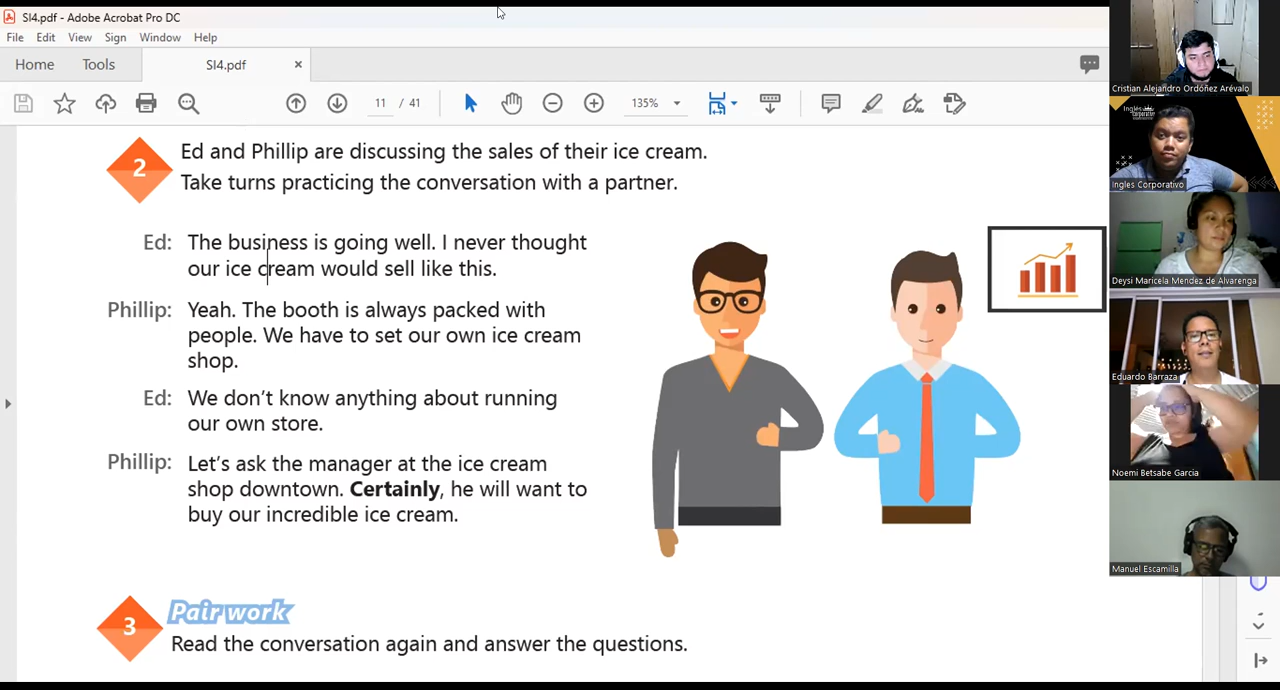 SI4.pdf - Adobe Acrobat Pro DC
File Edit View Sign Window Help
Home Tools SI4.pdf ×
11 / 41 135%
2
Ed and Phillip are discussing the sales of their ice cream.
Take turns practicing the conversation with a partner.
Ed: The business is going well. I never thought
our ice cream would sell like this.
Phillip: Yeah. The booth is always packed with
people. We have to set our own ice cream
shop.
Ed: We don't know anything about running
our own store.
Phillip: Let's ask the manager at the ice cream
shop downtown. Certainly, he will want to
buy our incredible ice cream.
3
Pair work
Read the conversation again and answer the questions.
Cristian Alejandro Ordóñez Arévalo
Inglés
Corporativo
Ingles Corporativo
Deysi Maricela Mendez de Alvarenga
Eduardo Barraza
Noemi Betsabe Garcia
Manuel Escamilla